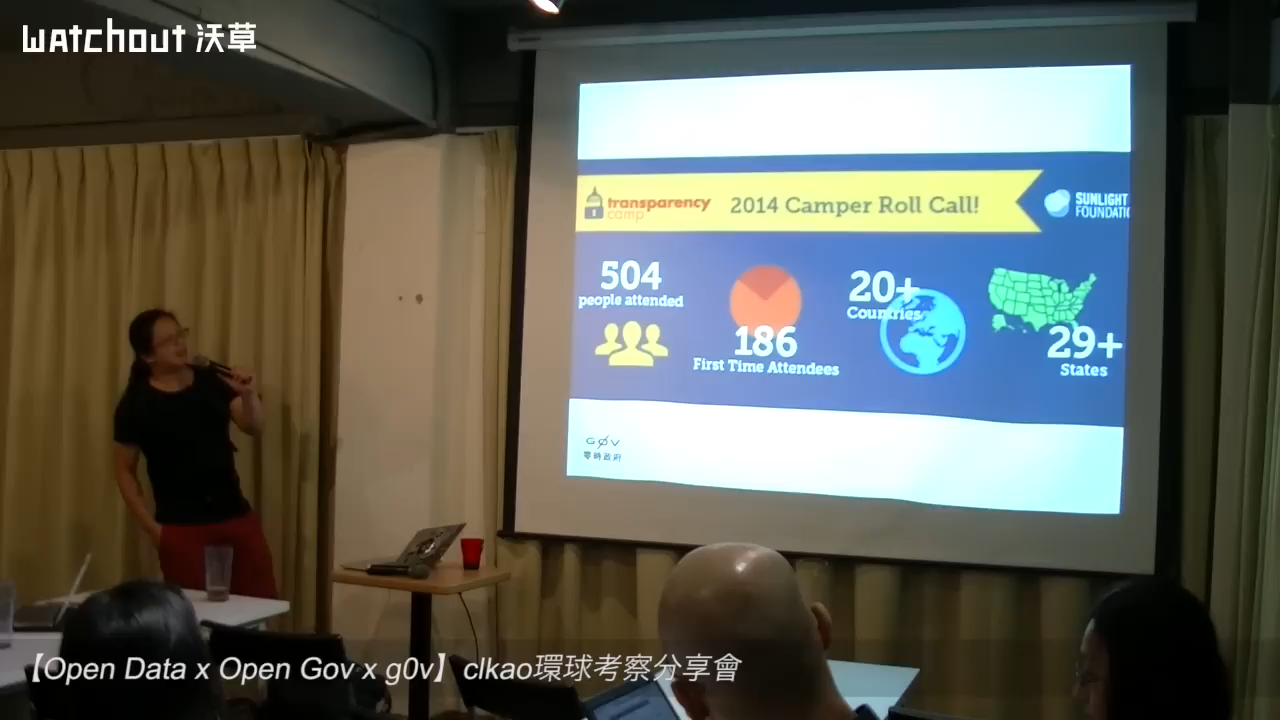 watchout 沃草
transparency
camp
2014 Camper Roll Call!
SUNLIGHT
FOUNDATIO
504
people attended
186
First Time Attendees
20+
Countries
29+
States
GØV
零時政府
【Open Data x Open Gov x g0v】clkao環球考察分享會